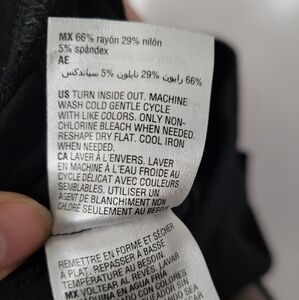 MX 66% rayón 29% nilón
5% spándex
AE
66% رايون 29% نايلون 5% سباندكس
US TURN INSIDE OUT. MACHINE
WASH COLD GENTLE CYCLE
WITH LIKE COLORS. ONLY NON-
CHLORINE BLEACH WHEN NEEDED.
RESHAPE DRY FLAT. COOL IRON
WHEN NEEDED.
CA LAVER À L'ENVERS. LAVER
EN MACHINE À L'EAU FROIDE AU
CYCLE DÉLICAT AVEC COULEURS
SEMBLABLES. UTILISER UN
AGENT DE BLANCHIMENT NON
CHLORÉ SEULEMENT AU BESOIN.
REMETTRE EN FORME ET SÉCHER
À PLAT. REPASSER À BASSE
TEMPÉRATURE AU BESOIN.
MX VOLTEAR AL REVÉS. LAVAR
EN AGUA FRIA
CON COLORES